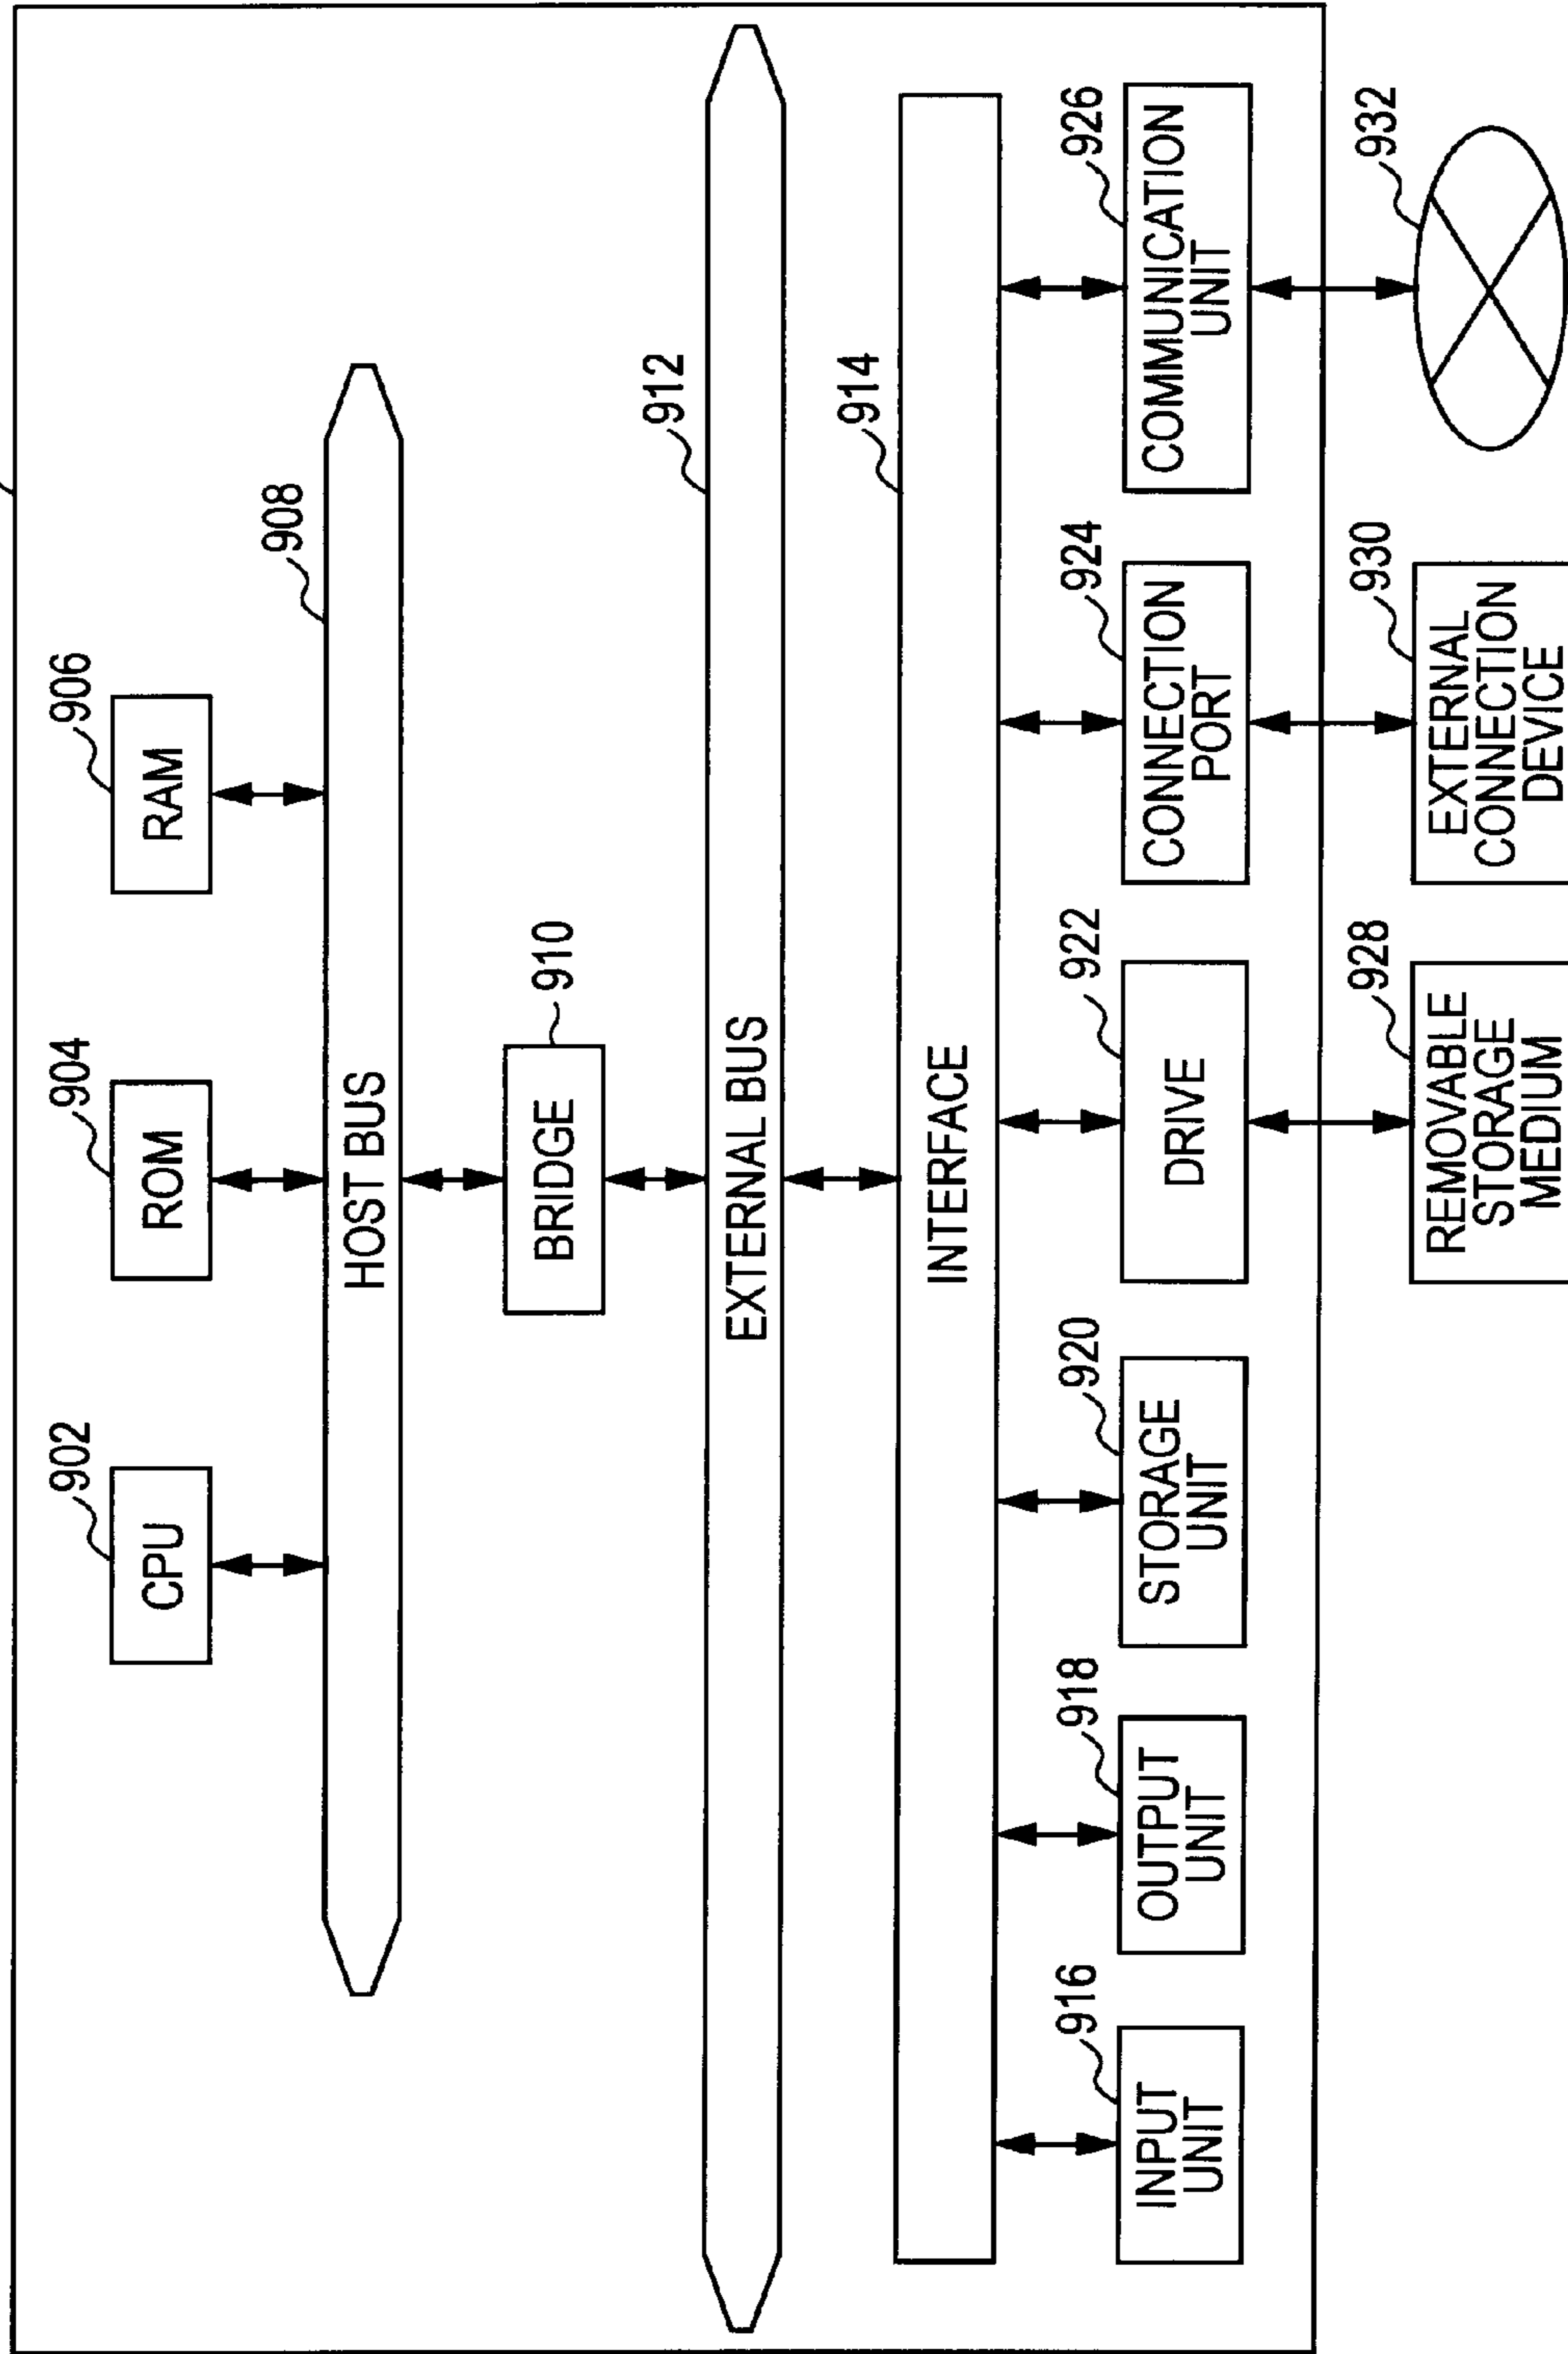 902
904
906
CPU
ROM
RAM
908
HOST BUS
910
BRIDGE
912
EXTERNAL BUS
914
INTERFACE
916
918
920
922
924
926
INPUT
UNIT
OUTPUT
UNIT
STORAGE
UNIT
DRIVE
CONNECTION
PORT
COMMUNICATION
UNIT
928
930
932
REMOVABLE
STORAGE
MEDIUM
EXTERNAL
CONNECTION
DEVICE